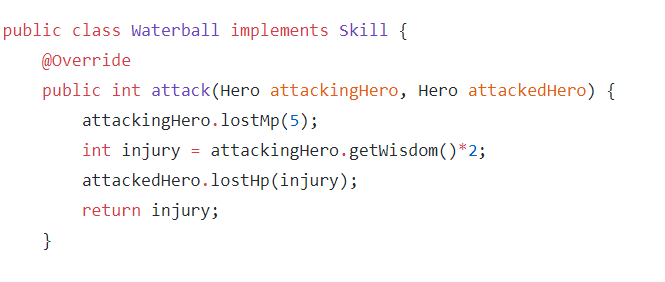 public class Waterball implements Skill {
@Override
public int attack(Hero attackingHero, Hero attackedHero) {
attackingHero.lostMp(5);
int injury = attackingHero.getWisdom()*2;
attackedHero.lostHp(injury);
return injury;
}